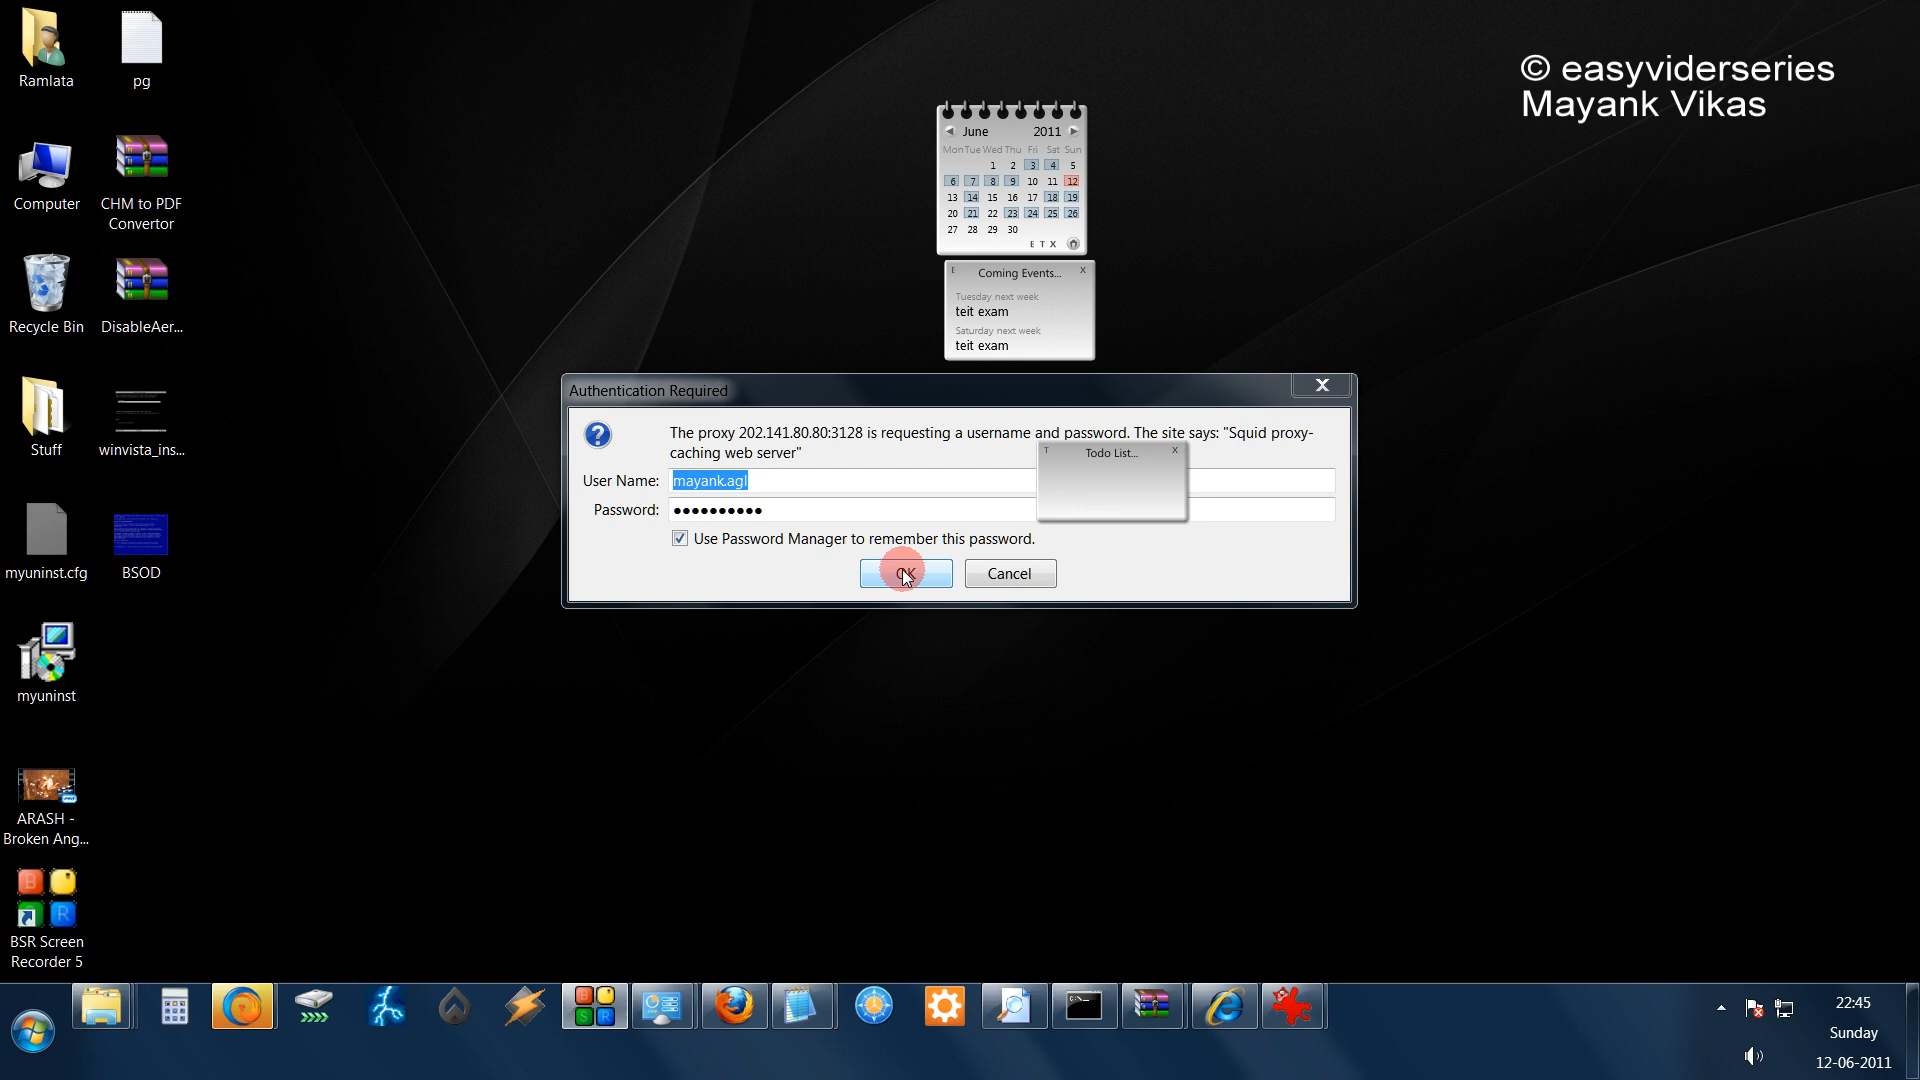 Ramlata
pg
Computer
CHM to PDF
Convertor
Recycle Bin
DisableAer...
Stuff
winvista_ins...
myuninst.cfg
BSOD
myuninst
ARASH -
Broken Ang...
BSR Screen
Recorder 5
© easyviderseries
Mayank Vikas
June 2011
Mon Tue Wed Thu Fri Sat Sun
1 2 3 4 5
6 7 8 9 10 11 12
13 14 15 16 17 18 19
20 21 22 23 24 25 26
27 28 29 30
E T X
E Coming Events... X
Tuesday next week
teit exam
Saturday next week
teit exam
Authentication Required
The proxy 202.141.80.80:3128 is requesting a username and password. The site says: "Squid proxy-
caching web server"
T Todo List... X
User Name: mayank.agl
Password: ••••••••••
Use Password Manager to remember this password.
OK Cancel
22:45
Sunday
12-06-2011